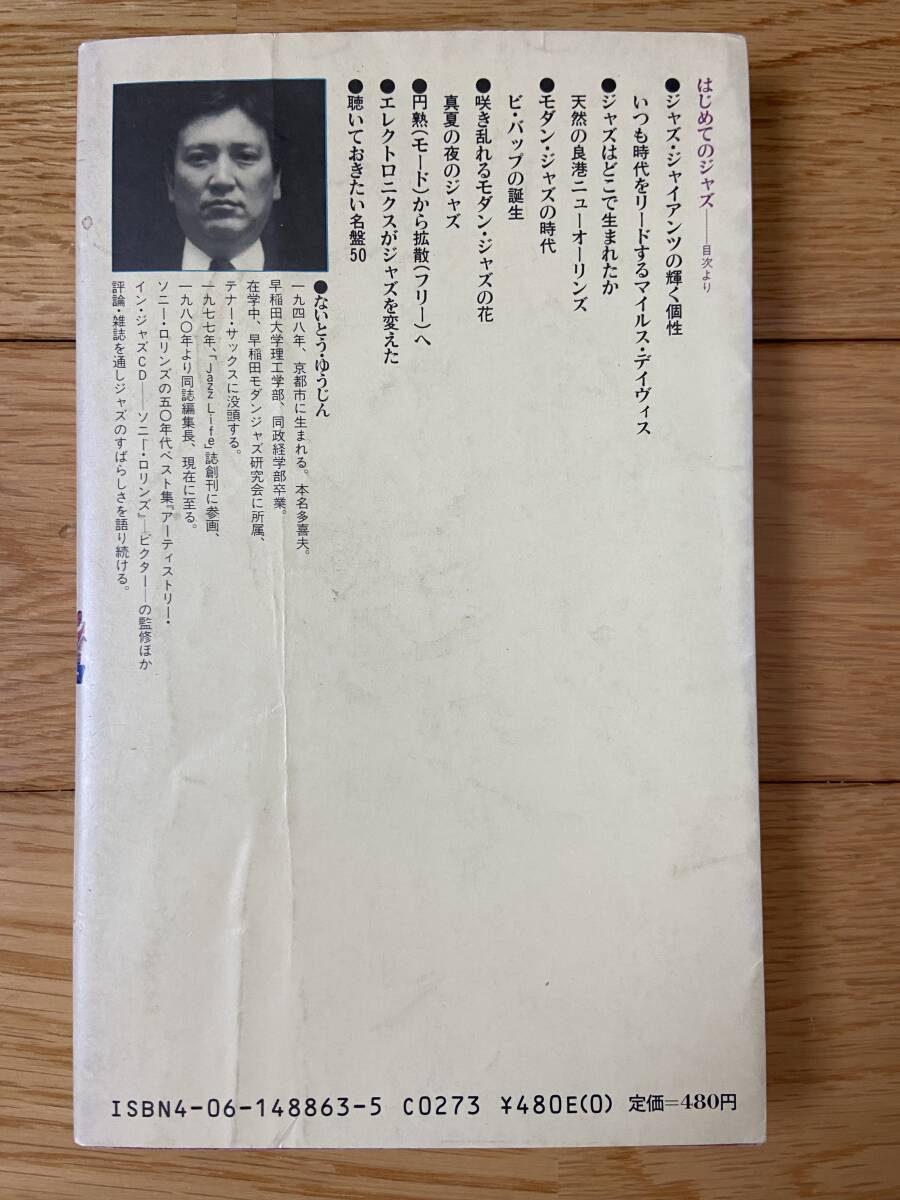 はじめてのジャズ――目次より
●ジャズ・ジャイアンツの輝く個性
いつも時代をリードするマイルス・デイヴィス
●ジャズはどこで生まれたか
天然の良港ニューオーリンズ
●モダン・ジャズの時代
ビ・バップの誕生
●咲き乱れるモダン・ジャズの花
真夏の夜のジャズ
●円熟(モード)から拡散(フリー)へ
●エレクトロニクスがジャズを変えた
●聴いておきたい名盤50
●ないとう・ゆうじん
一九四八年、京都市に生まれる。本名多喜夫。
早稲田大学理工学部、同政経学部卒業。
在学中、早稲田モダンジャズ研究会に所属、
テナー・サックスに没頭する。
一九七七年、「Jazz Life」誌創刊に参画、
一九八〇年より同誌編集長、現在に至る。
ソニー・ロリンズの五〇年代ベスト集『アーティストリー・
イン・ジャズCD――ソニー・ロリンズ』―ビクター―の監修ほか
評論・雑誌を通しジャズのすばらしさを語り続ける。
ISBN4-06-148863-5 C0273 ¥480E(0) 定価=480円